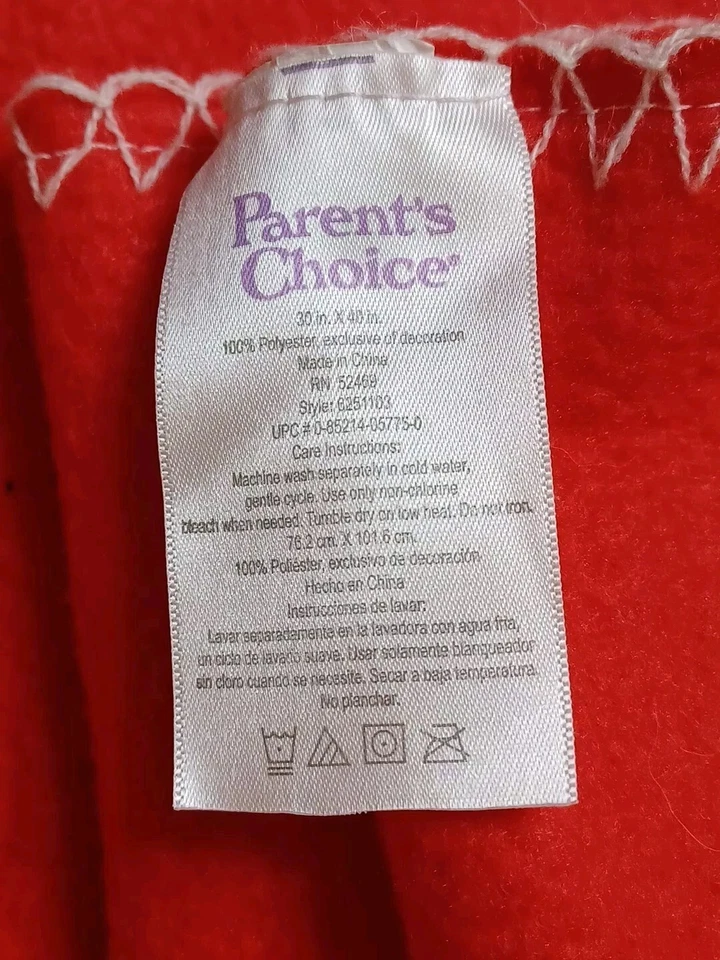 Parent's
Choice®
30 in. X 40 in.
100% Polyester, exclusive of decoration
Made in China
RN 52469
Style: 6251103
UPC # 0-85214-05775-0
Care Instructions:
Machine wash separately in cold water,
gentle cycle. Use only non-chlorine
bleach when needed. Tumble dry on low heat. Do not iron.
76.2 cm. X 101.6 cm.
100% Poliéster, exclusivo de decoración
Hecho en China
Instrucciones de lavar:
Lavar separadamente en la lavadora con agua fria,
un ciclo de lavado suave. Usar solamente blanqueador
sin cloro cuando se necesite. Secar a baja temperatura.
No planchar.